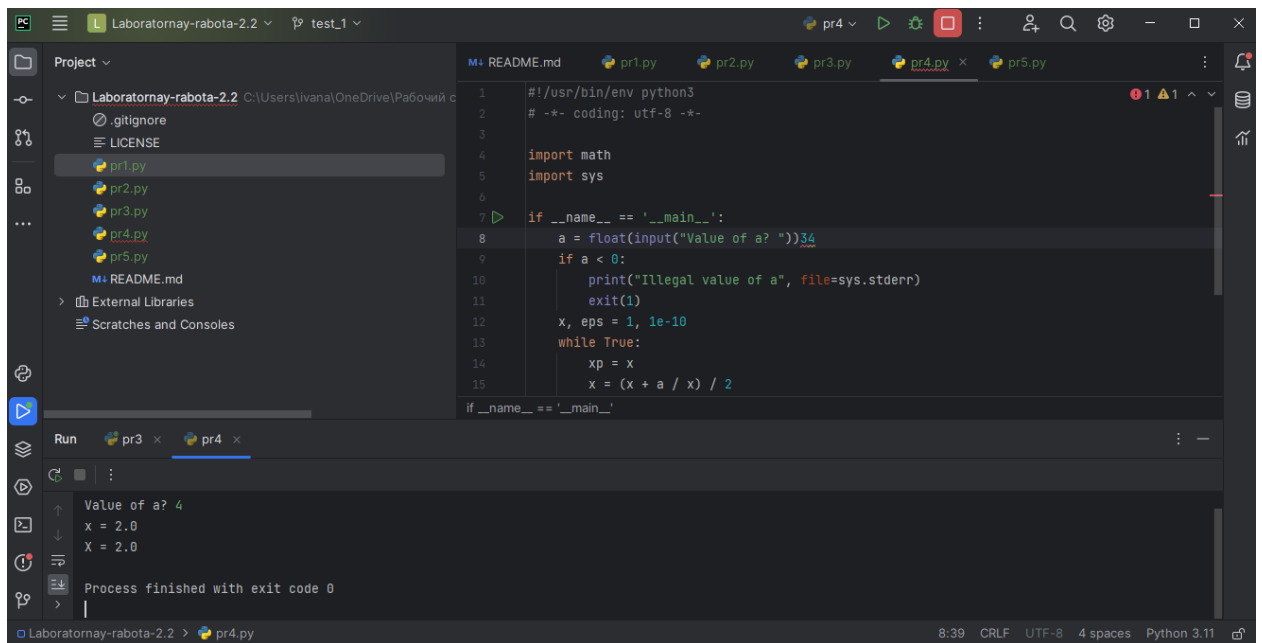 PC
L Laboratornay-rabota-2.2 test_1
pr4
Project
Laboratornay-rabota-2.2 C:\Users\ivana\OneDrive\Рабочий с
.gitignore
LICENSE
pr1.py
pr2.py
pr3.py
pr4.py
pr5.py
M↓ README.md
External Libraries
Scratches and Consoles
M↓ README.md pr1.py pr2.py pr3.py pr4.py × pr5.py
1 #!/usr/bin/env python3
2 # -*- coding: utf-8 -*-
3
4 import math
5 import sys
6
7 if __name__ == '__main__':
8 a = float(input("Value of a? "))34
9 if a < 0:
10 print("Illegal value of a", file=sys.stderr)
11 exit(1)
12 x, eps = 1, 1e-10
13 while True:
14 xp = x
15 x = (x + a / x) / 2
1 1
if __name__ == '__main__'
Run pr3 × pr4 ×
Value of a? 4
x = 2.0
X = 2.0
Process finished with exit code 0
Laboratornay-rabota-2.2 > pr4.py
8:39 CRLF UTF-8 4 spaces Python 3.11